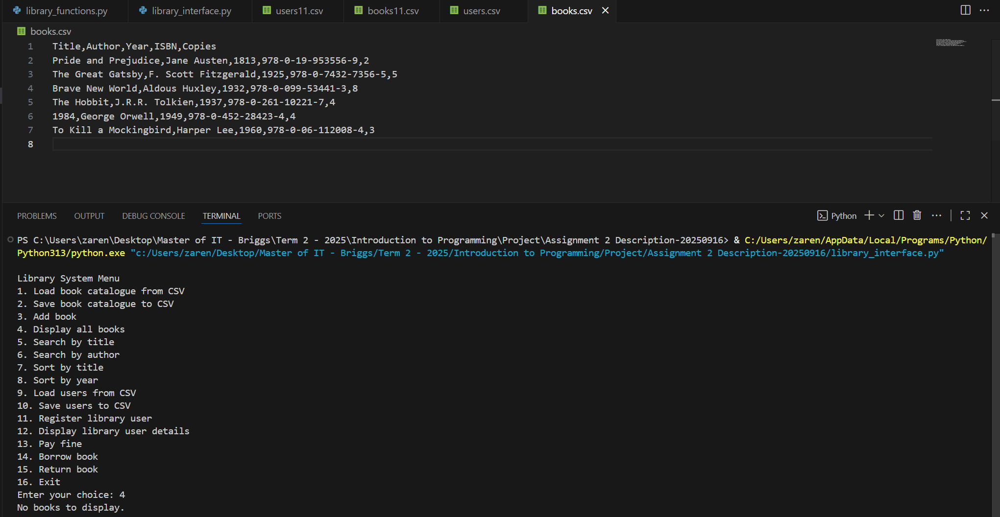 library_functions.py library_interface.py users11.csv books11.csv users.csv books.csv
books.csv
1 Title,Author,Year,ISBN,Copies
2 Pride and Prejudice,Jane Austen,1813,978-0-19-953556-9,2
3 The Great Gatsby,F. Scott Fitzgerald,1925,978-0-7432-7356-5,5
4 Brave New World,Aldous Huxley,1932,978-0-099-53441-3,8
5 The Hobbit,J.R.R. Tolkien,1937,978-0-261-10221-7,4
6 1984,George Orwell,1949,978-0-452-28423-4,4
7 To Kill a Mockingbird,Harper Lee,1960,978-0-06-112008-4,3
8
PROBLEMS OUTPUT DEBUG CONSOLE TERMINAL PORTS Python
PS C:\Users\zaren\Desktop\Master of IT - Briggs\Term 2 - 2025\Introduction to Programming\Project\Assignment 2 Description-20250916> & C:/Users/zaren/AppData/Local/Programs/Python/
Python313/python.exe "c:/Users/zaren/Desktop/Master of IT - Briggs/Term 2 - 2025/Introduction to Programming/Project/Assignment 2 Description-20250916/library_interface.py"
Library System Menu
1. Load book catalogue from CSV
2. Save book catalogue to CSV
3. Add book
4. Display all books
5. Search by title
6. Search by author
7. Sort by title
8. Sort by year
9. Load users from CSV
10. Save users to CSV
11. Register library user
12. Display library user details
13. Pay fine
14. Borrow book
15. Return book
16. Exit
Enter your choice: 4
No books to display.